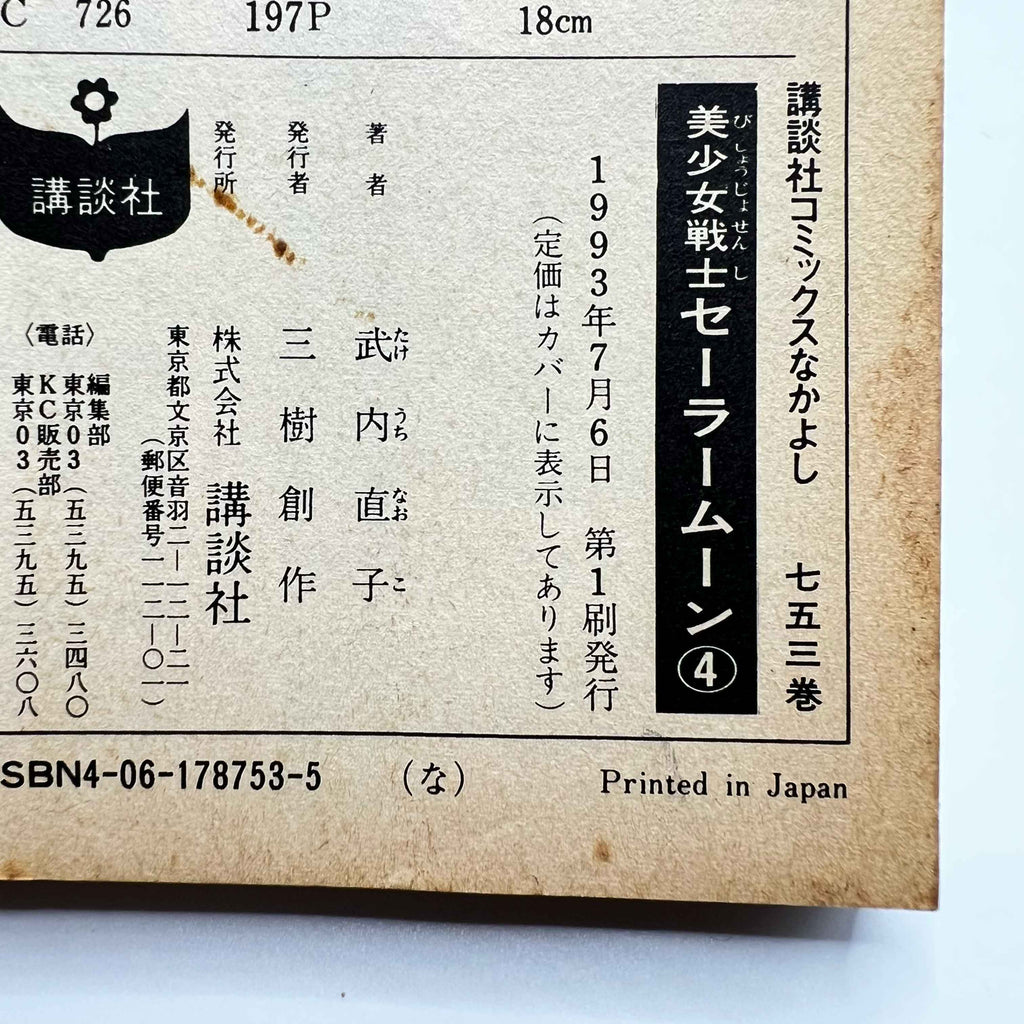 C 726 197P 18cm
講談社コミックスなかよし 七五三巻
びしょうじょせんし
美少女戦士セーラームーン④
1993年7月6日 第1刷発行
(定価はカバーに表示してあります)
著者 武内直子
たけ うち なお こ
発行者 三樹創作
発行所 株式会社 講談社
東京都文京区音羽二―一二―二一
(郵便番号一一二―〇一)
〈電話〉
編集部
東京03(五三九五)三四八〇
KC販売部
東京03(五三九五)三六〇八
講談社
SBN4-06-178753-5 (な) Printed in Japan